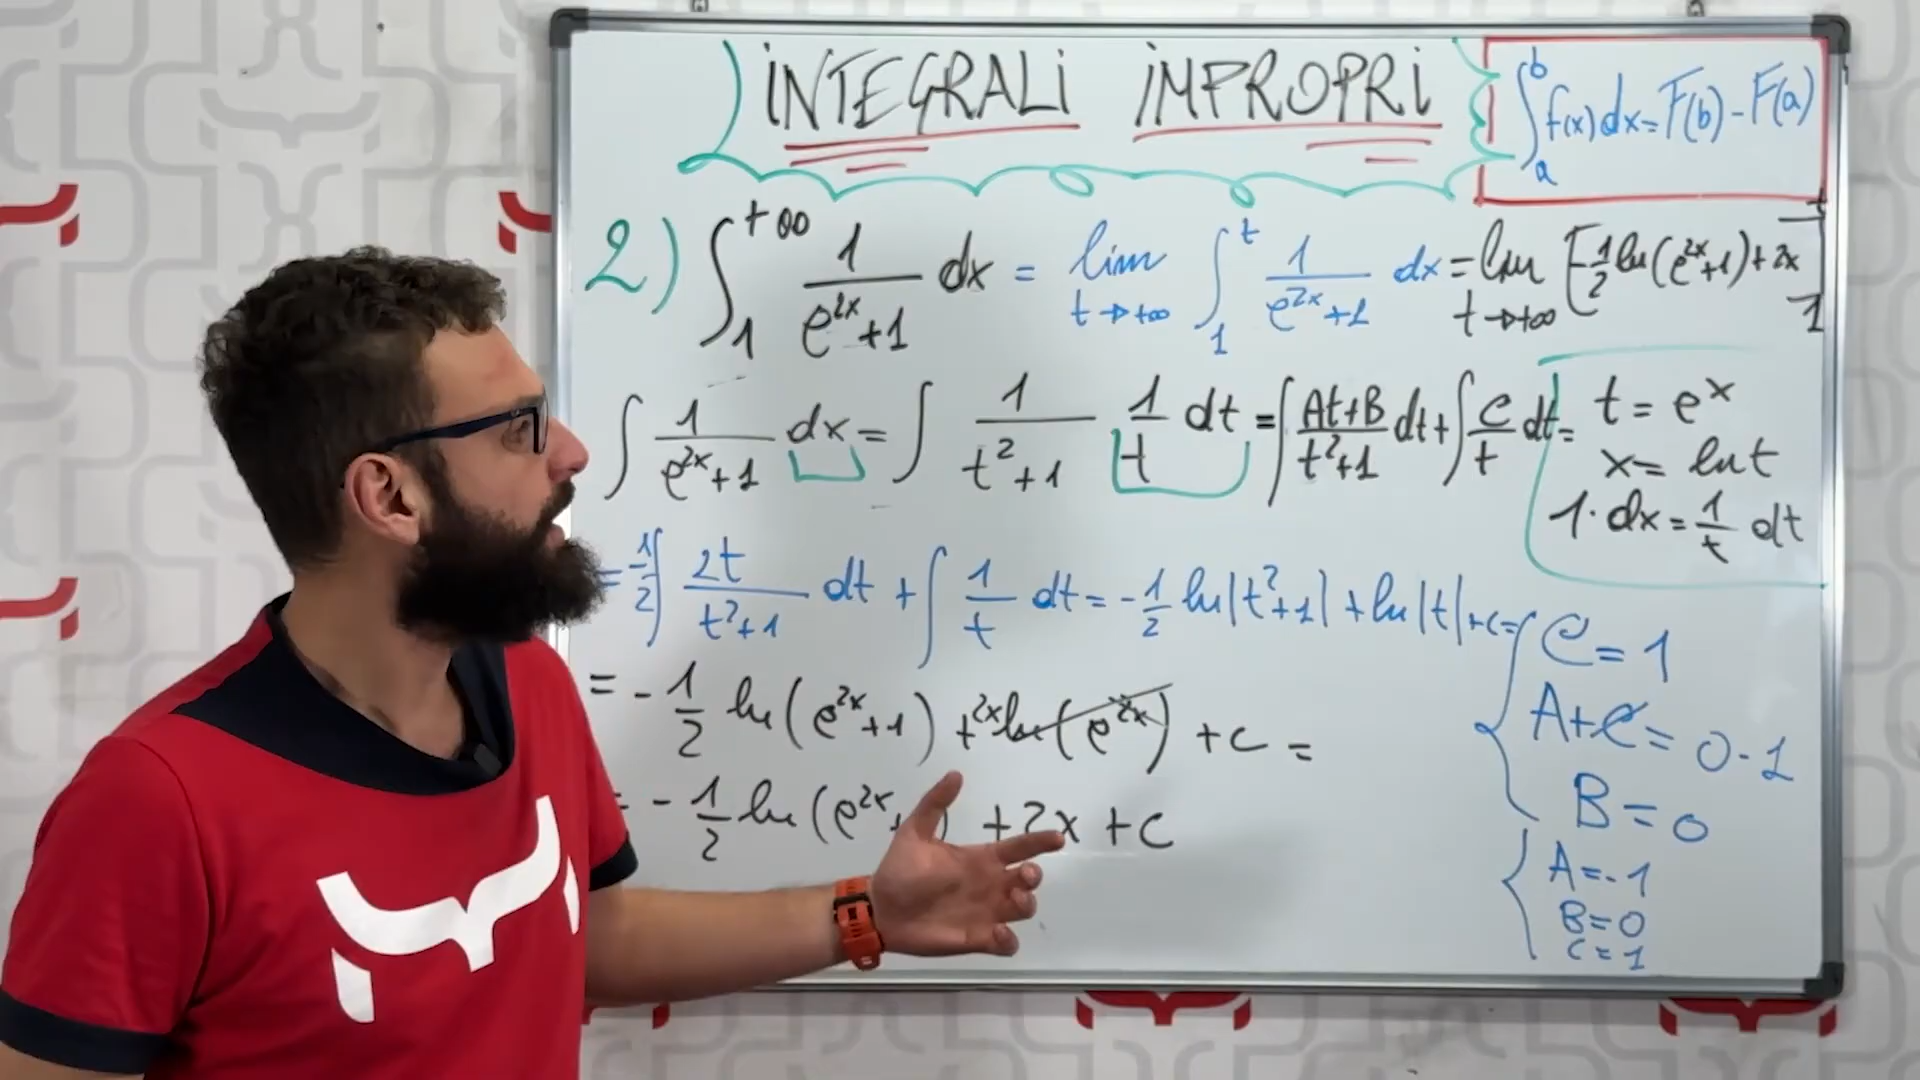 INTEGRALI IMPROPRI
∫_a^b f(x) dx = F(b) - F(a)
2) ∫_1^{+∞} 1/(e^{2x}+1) dx = lim_{t→+∞} ∫_1^t 1/(e^{2x}+1) dx = lim_{t→+∞} [-1/2 ln(e^{2x}+1) + 2x]_1^t
∫ 1/(e^{2x}+1) dx = ∫ 1/(t^2+1) 1/t dt = ∫ (At+B)/(t^2+1) dt + ∫ C/t dt =
t = e^x
x = ln t
1·dx = 1/t dt
= 1/2 ∫ 2t/(t^2+1) dt + ∫ 1/t dt = -1/2 ln|t^2+1| + ln|t| + c =
= -1/2 ln(e^{2x}+1) + 2x ln(e^{2x}) + c =
= -1/2 ln(e^{2x}+1) + 2x + c
C = 1
A + C = 0 - 1
B = 0
A = -1
B = 0
C = 1